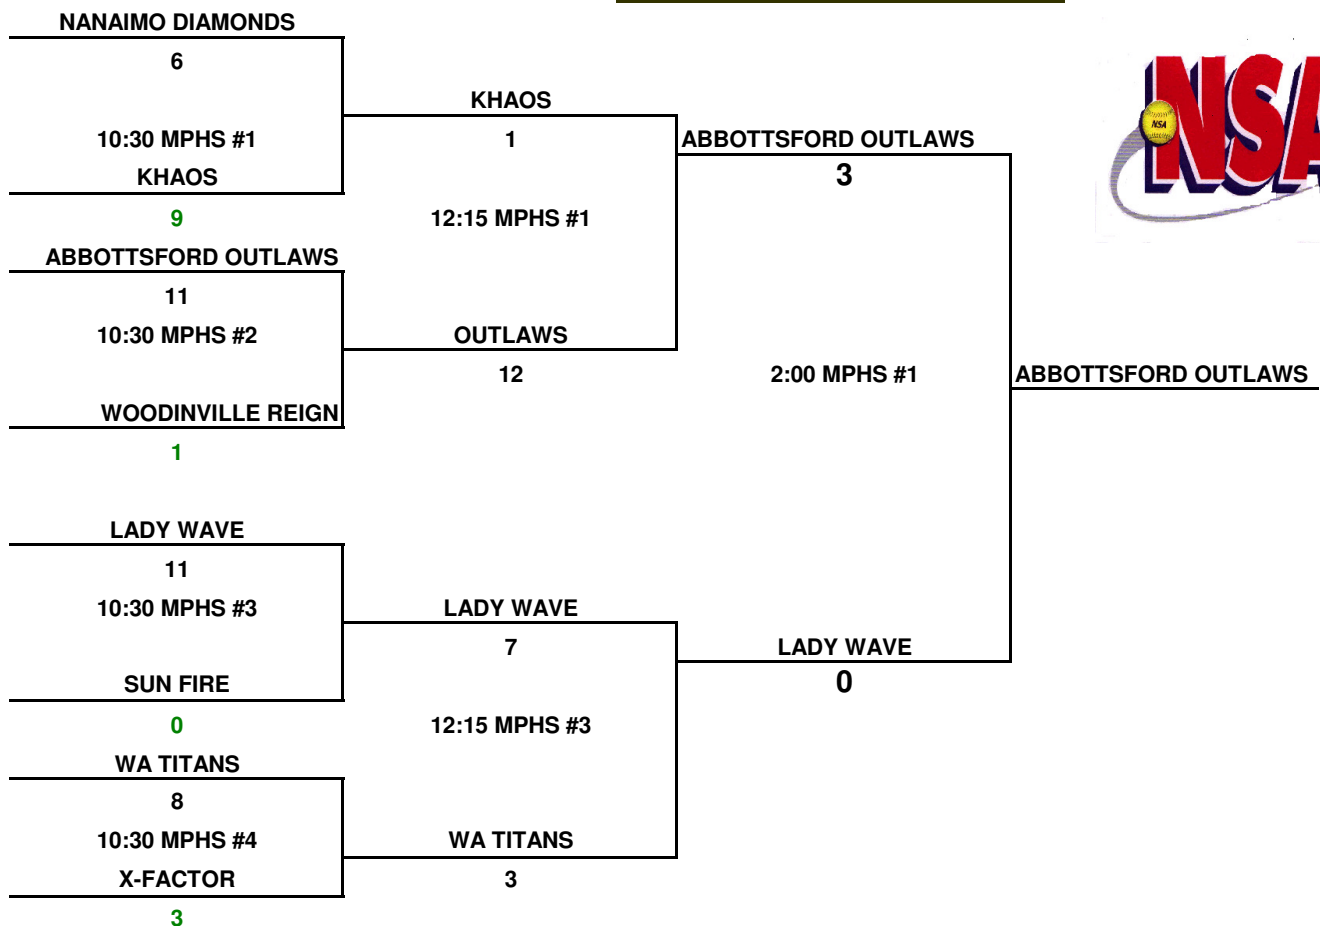 NANAIMO DIAMONDS
6
10:30 MPHS #1
KHAOS
9
ABBOTTSFORD OUTLAWS
11
10:30 MPHS #2
WOODINVILLE REIGN
1
LADY WAVE
11
10:30 MPHS #3
SUN FIRE
0
WA TITANS
8
10:30 MPHS #4
X-FACTOR
3
KHAOS
1
12:15 MPHS #1
OUTLAWS
12
LADY WAVE
7
12:15 MPHS #3
WA TITANS
3
ABBOTTSFORD OUTLAWS
3
2:00 MPHS #1
LADY WAVE
0
ABBOTTSFORD OUTLAWS
NSA
NSA